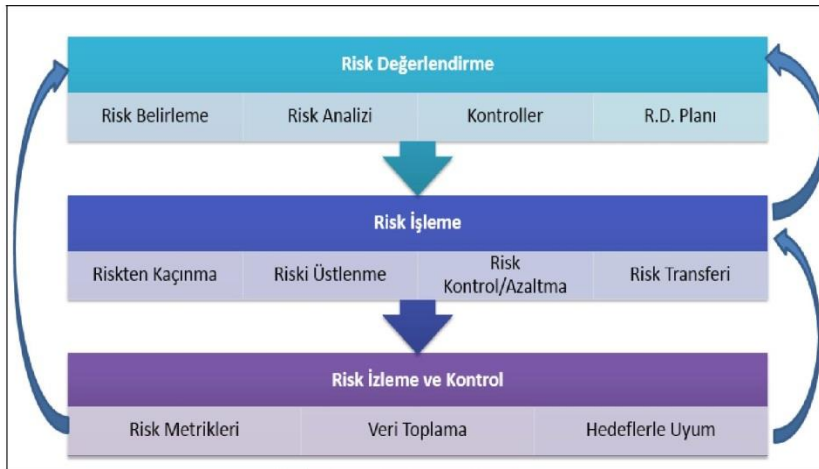 Risk Değerlendirme
Risk Belirleme
Risk Analizi
Kontroller
R.D. Planı
Risk İşleme
Riskten Kaçınma
Riski Üstlenme
Risk
Kontrol/Azaltma
Risk Transferi
Risk İzleme ve Kontrol
Risk Metrikleri
Veri Toplama
Hedeflerle Uyum